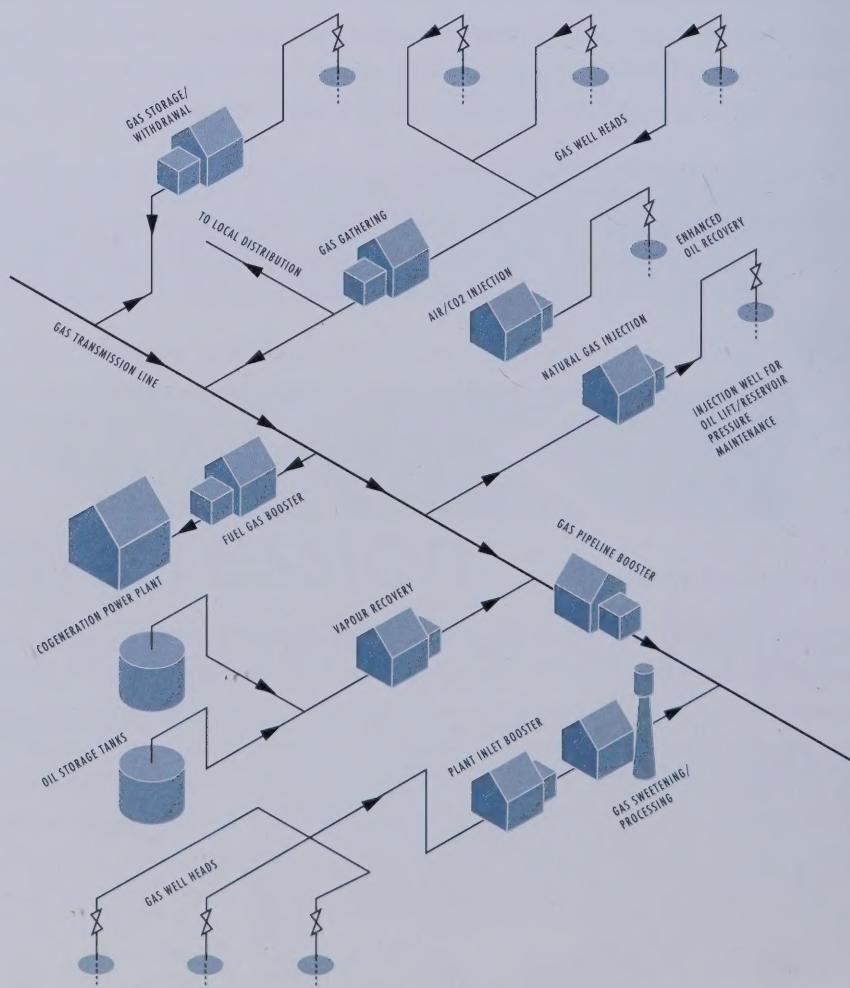 GAS STORAGE/
WITHDRAWAL
GAS WELL HEADS
TO LOCAL DISTRIBUTION
GAS GATHERING
ENHANCED
OIL RECOVERY
AIR/CO2 INJECTION
GAS TRANSMISSION LINE
NATURAL GAS INJECTION
INJECTION WELL FOR
OIL LIFT/RESERVOIR
PRESSURE
MAINTENANCE
FUEL GAS BOOSTER
COGENERATION POWER PLANT
GAS PIPELINE BOOSTER
VAPOUR RECOVERY
OIL STORAGE TANKS
PLANT INLET BOOSTER
GAS SWEETENING/
PROCESSING
GAS WELL HEADS